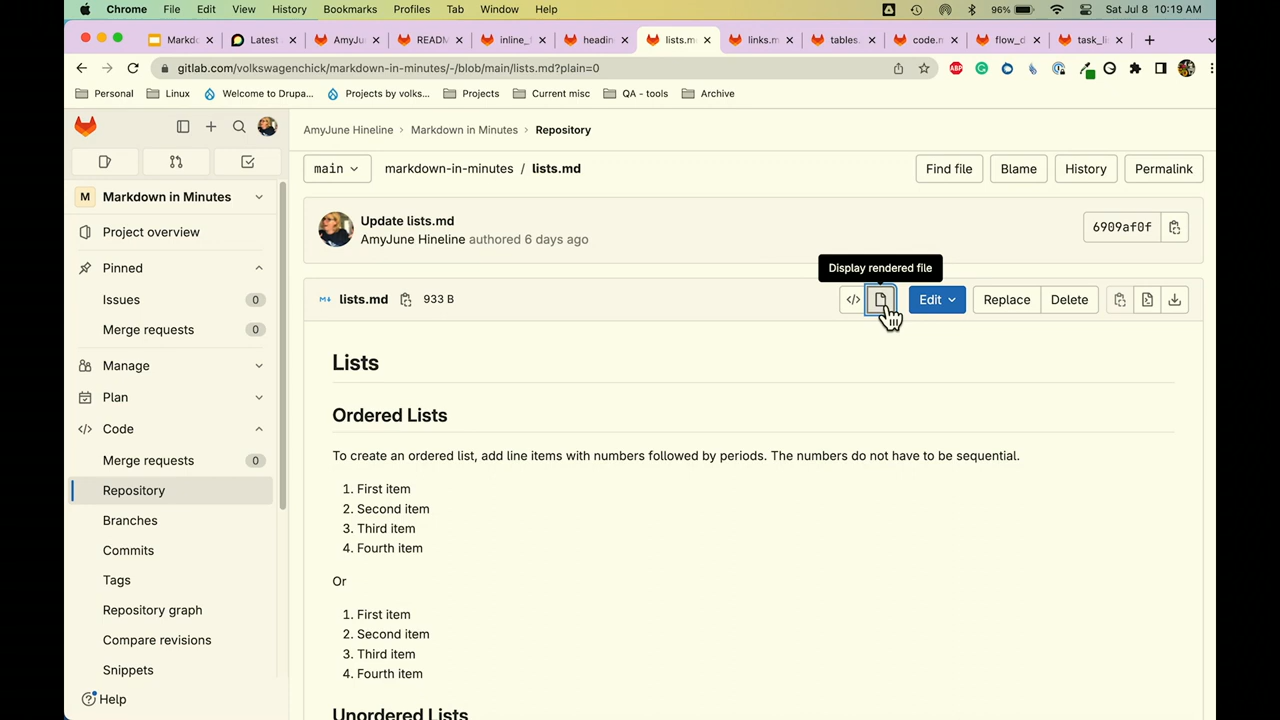 Chrome File Edit View History Bookmarks Profiles Tab Window Help 96% Sat Jul 8 10:19 AM
Markd Latest AmyJu READM inline_ headin lists.m links.m tables. code.m flow_d task_li
gitlab.com/volkswagenchick/markdown-in-minutes/-/blob/main/lists.md?plain=0
Personal Linux Welcome to Drupa... Projects by volks... Projects Current misc QA - tools Archive
AmyJune Hineline Markdown in Minutes Repository
main markdown-in-minutes / lists.md Find file Blame History Permalink
M Markdown in Minutes
Project overview
Pinned
Issues 0
Merge requests 0
Manage
Plan
Code
Merge requests 0
Repository
Branches
Commits
Tags
Repository graph
Compare revisions
Snippets
Help
Update lists.md
AmyJune Hineline authored 6 days ago
6909af0f
Display rendered file
lists.md 933 B </> Edit Replace Delete
Lists
Ordered Lists
To create an ordered list, add line items with numbers followed by periods. The numbers do not have to be sequential.
1. First item
2. Second item
3. Third item
4. Fourth item
Or
1. First item
2. Second item
3. Third item
4. Fourth item
Unordered Lists